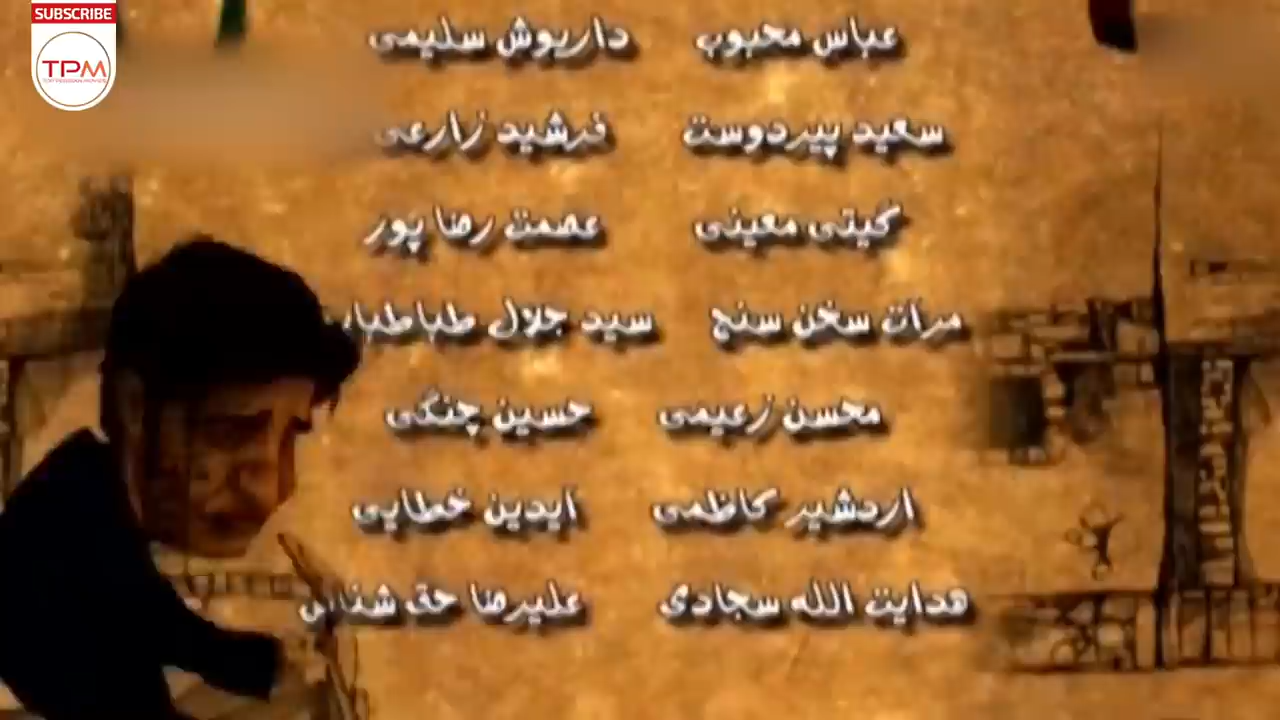 SUBSCRIBE
TPM
عباس محبوب داریوش سلیمی
سعید پیردوست فرشید زارعی
گیتی معینی عصمت رضا پور
مرات سخن سنج سید جلال طباطبایی
محسن زعیمی حسین چنگی
اردشیر کاظمی آیدین خطایی
هدایت الله سجادی علیرضا حق شناس